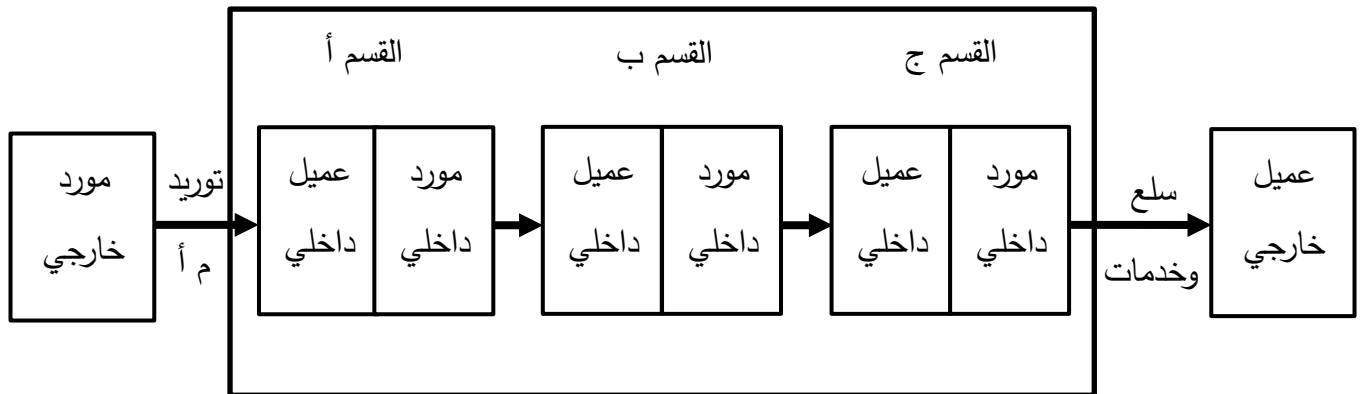 القسم أ
القسم ب
القسم ج
مورد
خارجي
توريد
م أ
عميل
داخلي
مورد
داخلي
عميل
داخلي
مورد
داخلي
عميل
داخلي
مورد
داخلي
سلع
وخدمات
عميل
خارجي